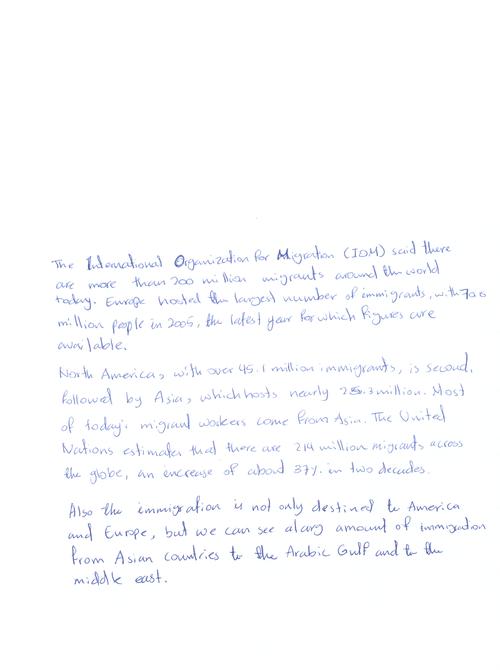 The International Organization for Migration (IOM) said there
are more than 200 million migrants around the world
today. Europe hosted the largest number of immigrants, with 70.6
million people in 2005, the latest year for which figures are
available.
North America, with over 45.1 million immigrants, is second,
followed by Asia, which hosts nearly 25.3 million. Most
of today's migrant workers come from Asia. The United
Nations estimates that there are 214 million migrants across
the globe, an increase of about 37% in two decades.
Also the immigration is not only destined to America
and Europe, but we can see alarg amount of immigration
from Asian countries to the Arabic Gulf and to the
middle east.